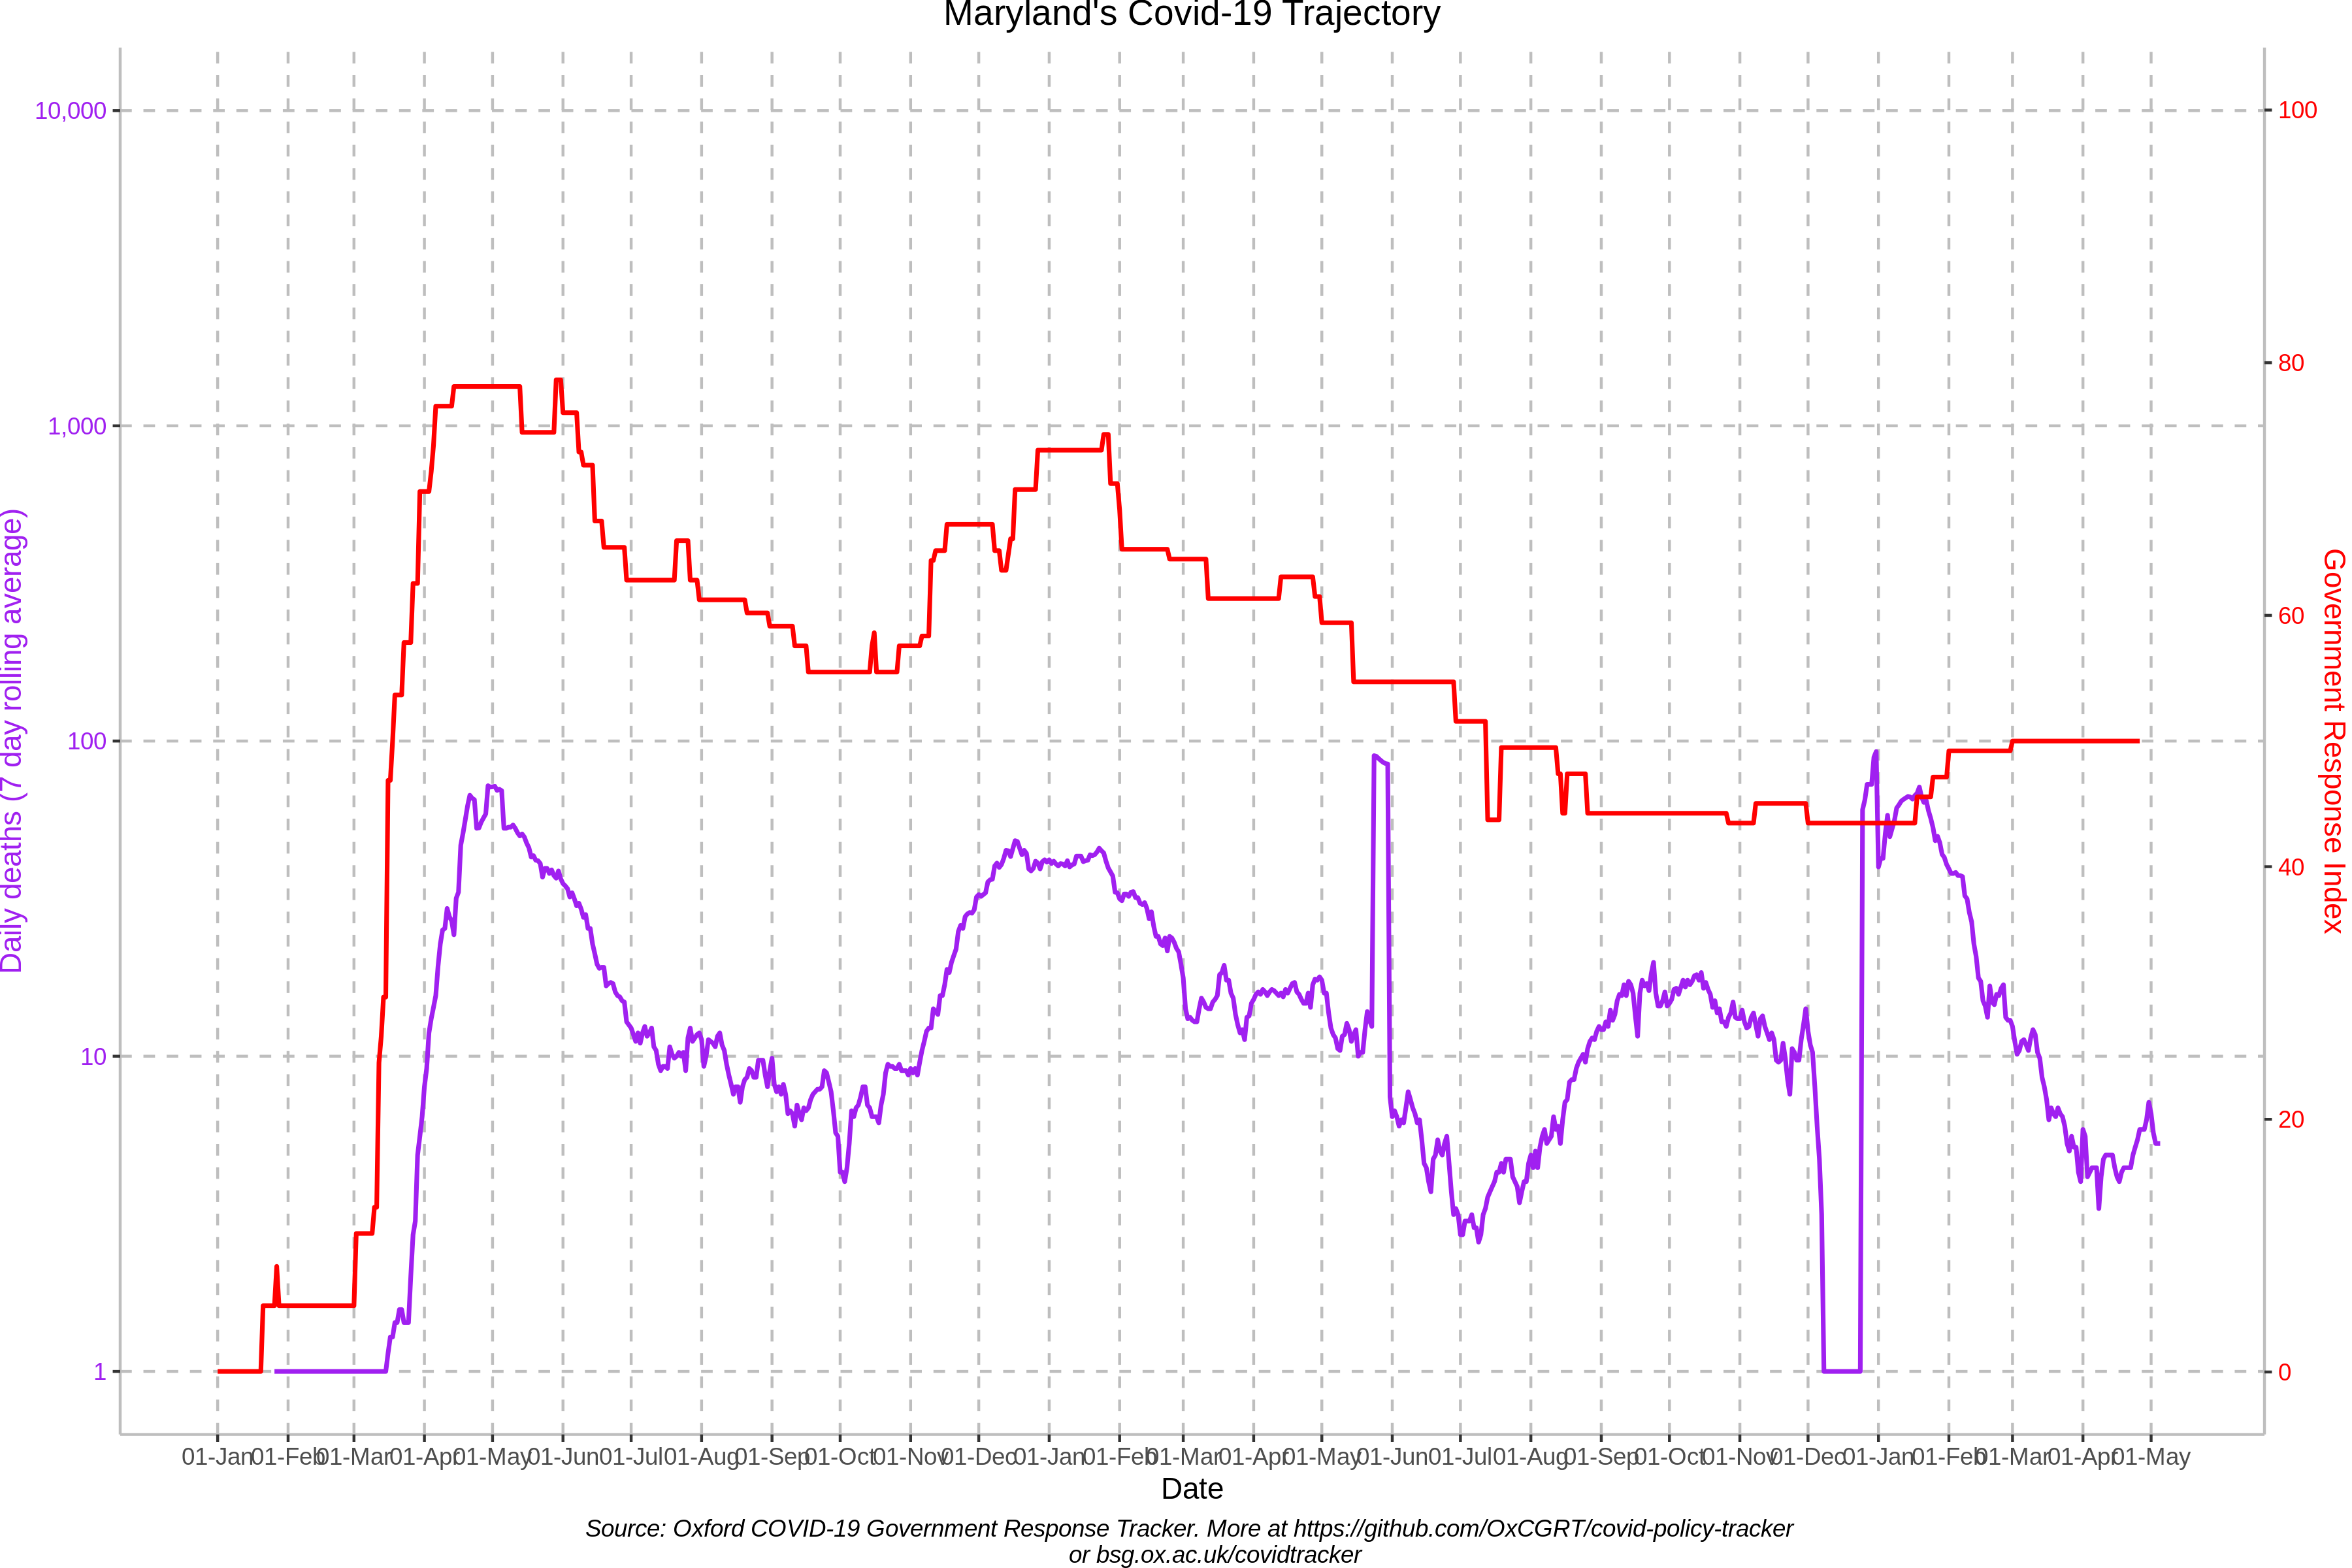 Maryland's Covid-19 Trajectory
10,000
1,000
100
10
1
Daily deaths (7 day rolling average)
100
80
60
40
20
0
Government Response Index
01-Jan 01-Feb 01-Mar 01-Apr 01-May 01-Jun 01-Jul 01-Aug 01-Sep 01-Oct 01-Nov 01-Dec 01-Jan 01-Feb 01-Mar 01-Apr 01-May 01-Jun 01-Jul 01-Aug 01-Sep 01-Oct 01-Nov 01-Dec 01-Jan 01-Feb 01-Mar 01-Apr 01-May
Date
Source: Oxford COVID-19 Government Response Tracker. More at https://github.com/OxCGRT/covid-policy-tracker
or bsg.ox.ac.uk/covidtracker